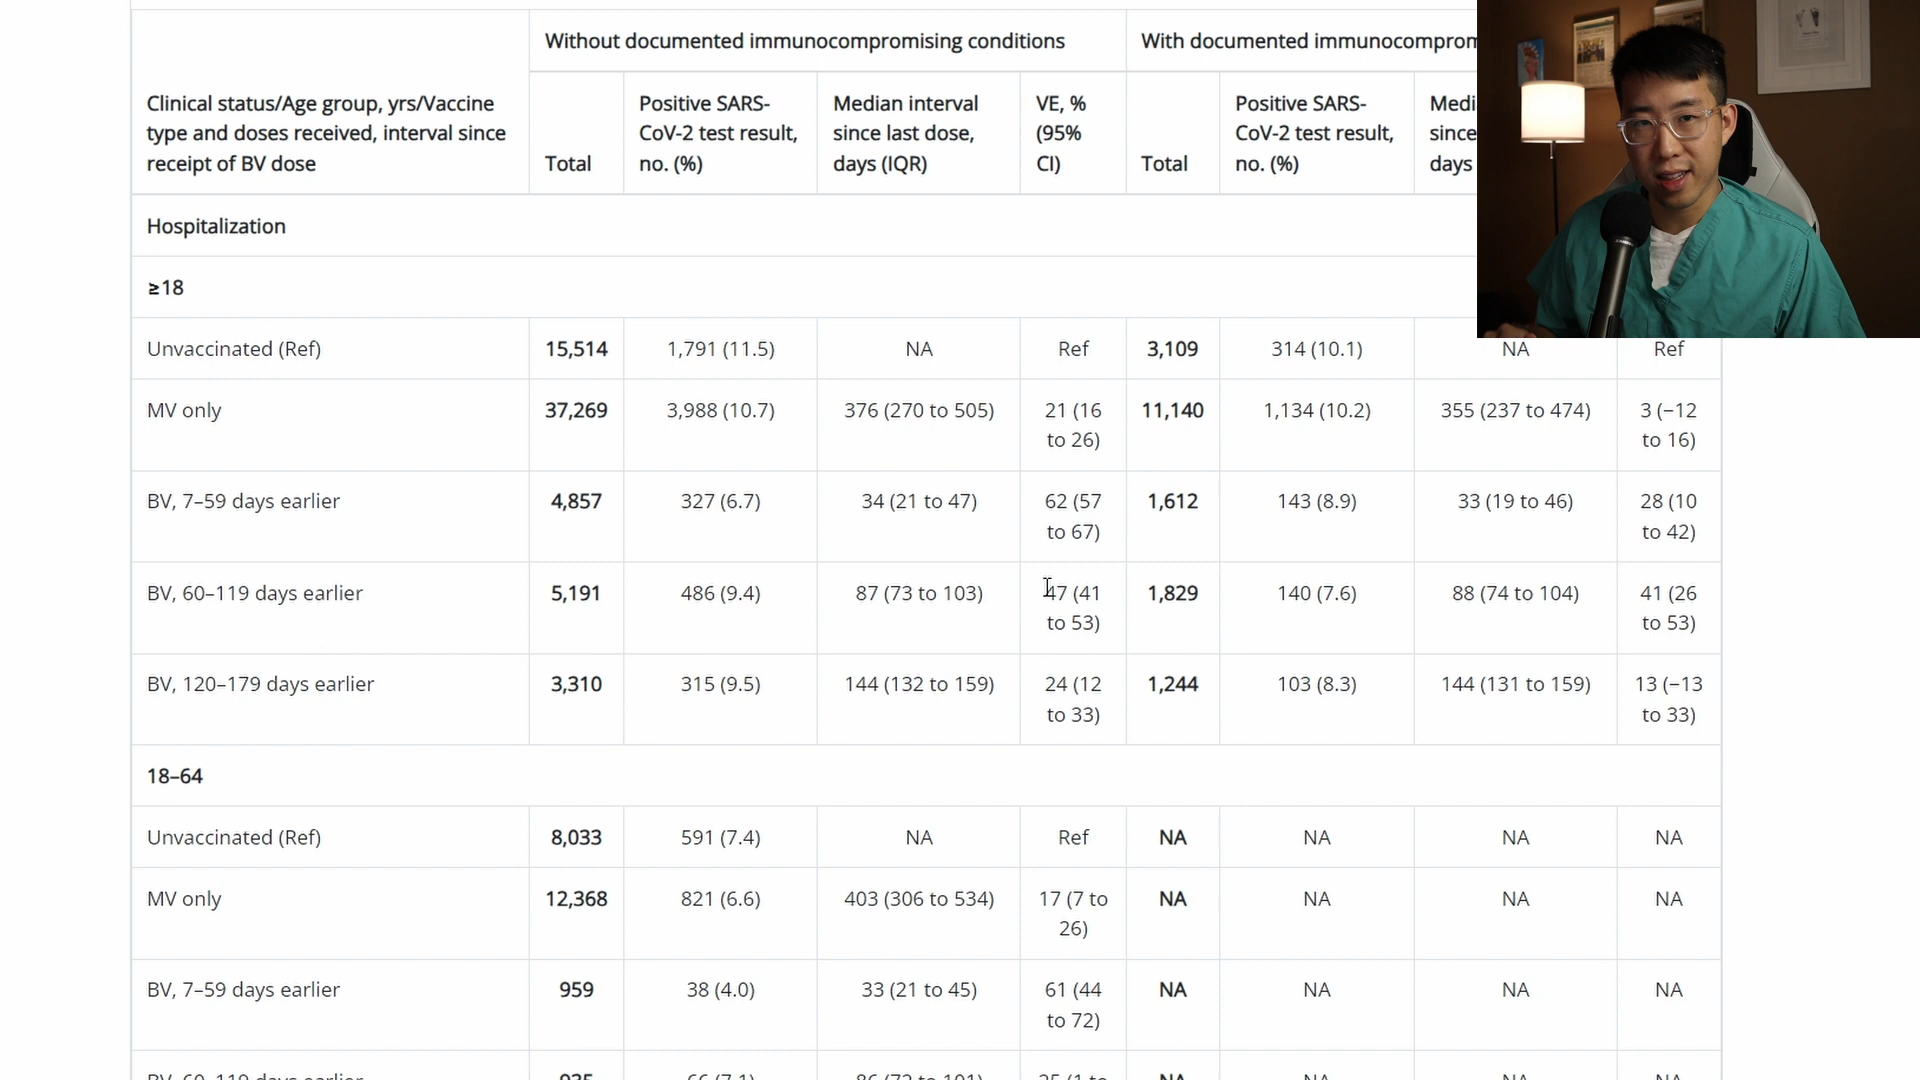 Without documented immunocompromising conditions
With documented immunocomprom
Clinical status/Age group, yrs/Vaccine
type and doses received, interval since
receipt of BV dose
Total
Positive SARS-
CoV-2 test result,
no. (%)
Median interval
since last dose,
days (IQR)
VE, %
(95%
CI)
Total
Positive SARS-
CoV-2 test result,
no. (%)
Medi
since
days
Hospitalization
≥18
Unvaccinated (Ref) 15,514 1,791 (11.5) NA Ref 3,109 314 (10.1) NA Ref
MV only 37,269 3,988 (10.7) 376 (270 to 505) 21 (16 11,140 1,134 (10.2) 355 (237 to 474) 3 (−12
to 26) to 16)
BV, 7–59 days earlier 4,857 327 (6.7) 34 (21 to 47) 62 (57 1,612 143 (8.9) 33 (19 to 46) 28 (10
to 67) to 42)
BV, 60–119 days earlier 5,191 486 (9.4) 87 (73 to 103) 47 (41 1,829 140 (7.6) 88 (74 to 104) 41 (26
to 53) to 53)
BV, 120–179 days earlier 3,310 315 (9.5) 144 (132 to 159) 24 (12 1,244 103 (8.3) 144 (131 to 159) 13 (−13
to 33) to 33)
18–64
Unvaccinated (Ref) 8,033 591 (7.4) NA Ref NA NA NA NA
MV only 12,368 821 (6.6) 403 (306 to 534) 17 (7 to NA NA NA NA
26)
BV, 7–59 days earlier 959 38 (4.0) 33 (21 to 45) 61 (44 NA NA NA NA
to 72)